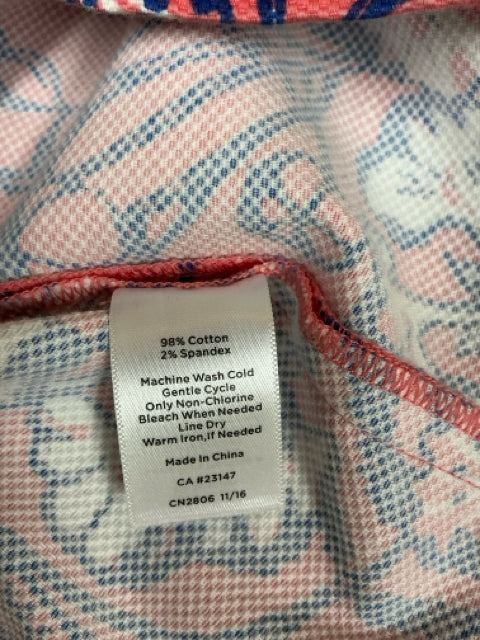 98% Cotton
2% Spandex
Machine Wash Cold
Gentle Cycle
Only Non-Chlorine
Bleach When Needed
Line Dry
Warm Iron,If Needed
Made In China
CA #23147
CN2806 11/16